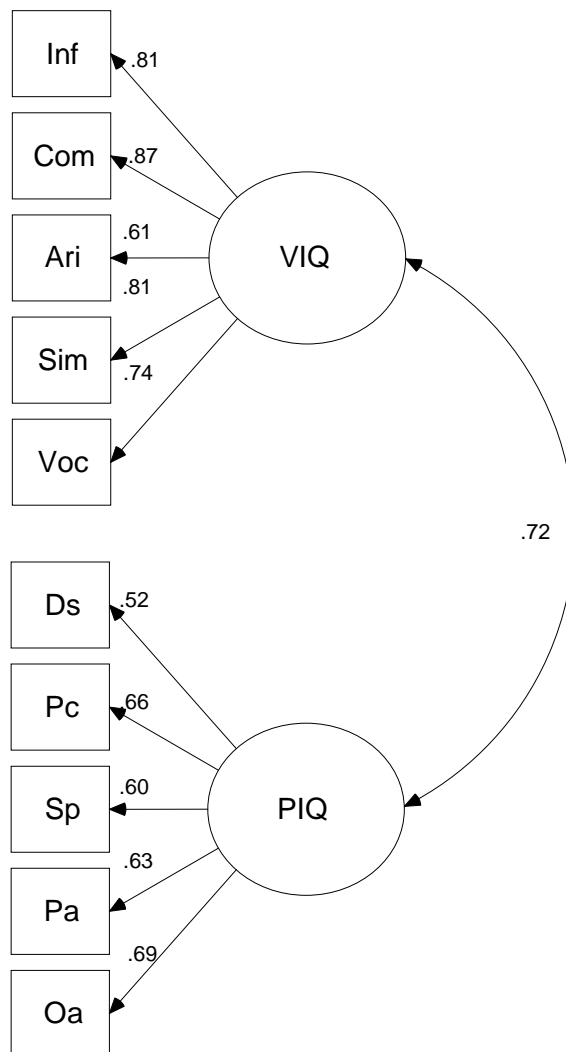 Inf
.81
Com
.87
Ari
.61
VIQ
.81
Sim
.74
Voc
.72
Ds
.52
Pc
.66
Sp
.60
PIQ
.63
Pa
.69
Oa